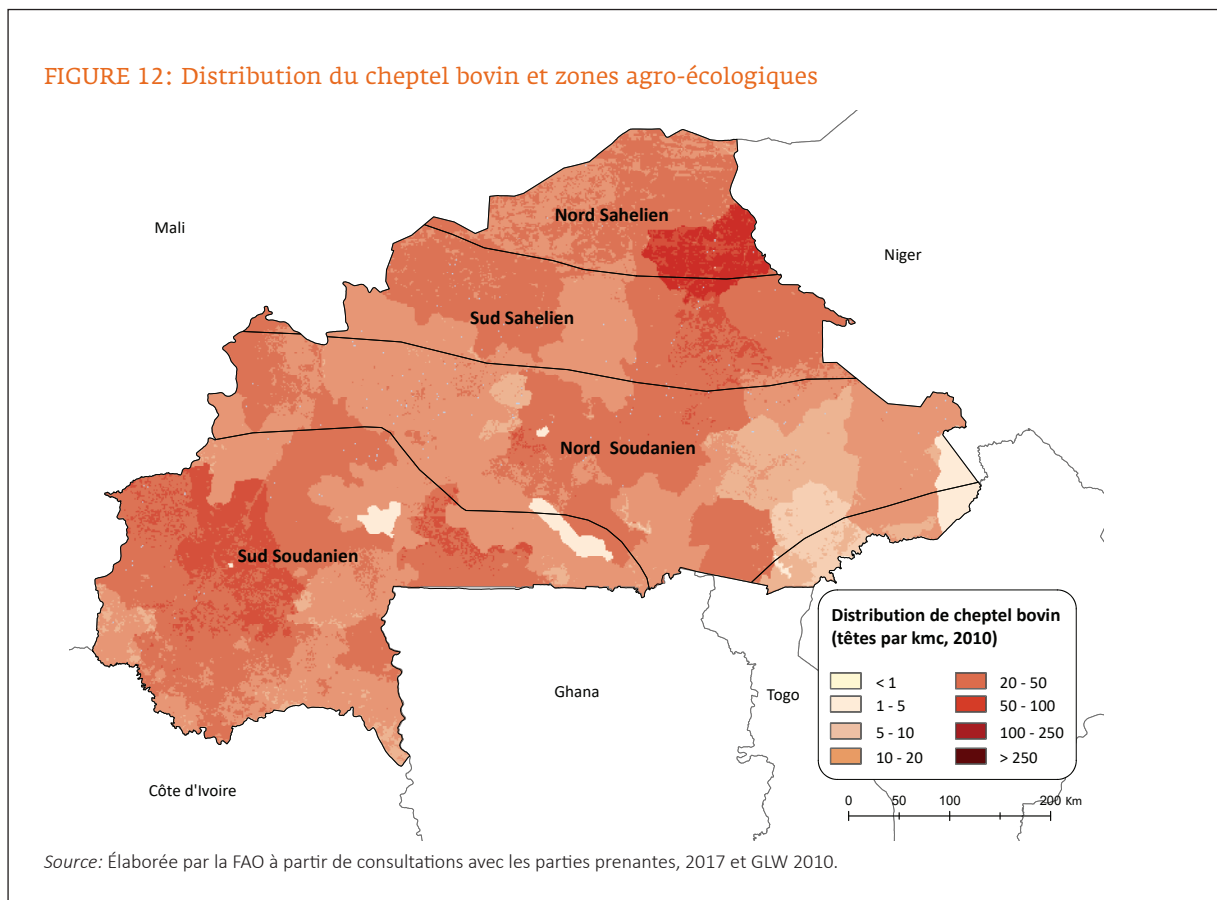 FIGURE 12: Distribution du cheptel bovin et zones agro-écologiques
Mali
Nord Sahelien
Niger
Sud Sahelien
Nord Soudanien
Sud Soudanien
Ghana
Togo
Côte d'Ivoire
Distribution de cheptel bovin
(têtes par kmc, 2010)
< 1
1 - 5
5 - 10
10 - 20
20 - 50
50 - 100
100 - 250
> 250
0 50 100 200 Km
Source: Élaborée par la FAO à partir de consultations avec les parties prenantes, 2017 et GLW 2010.